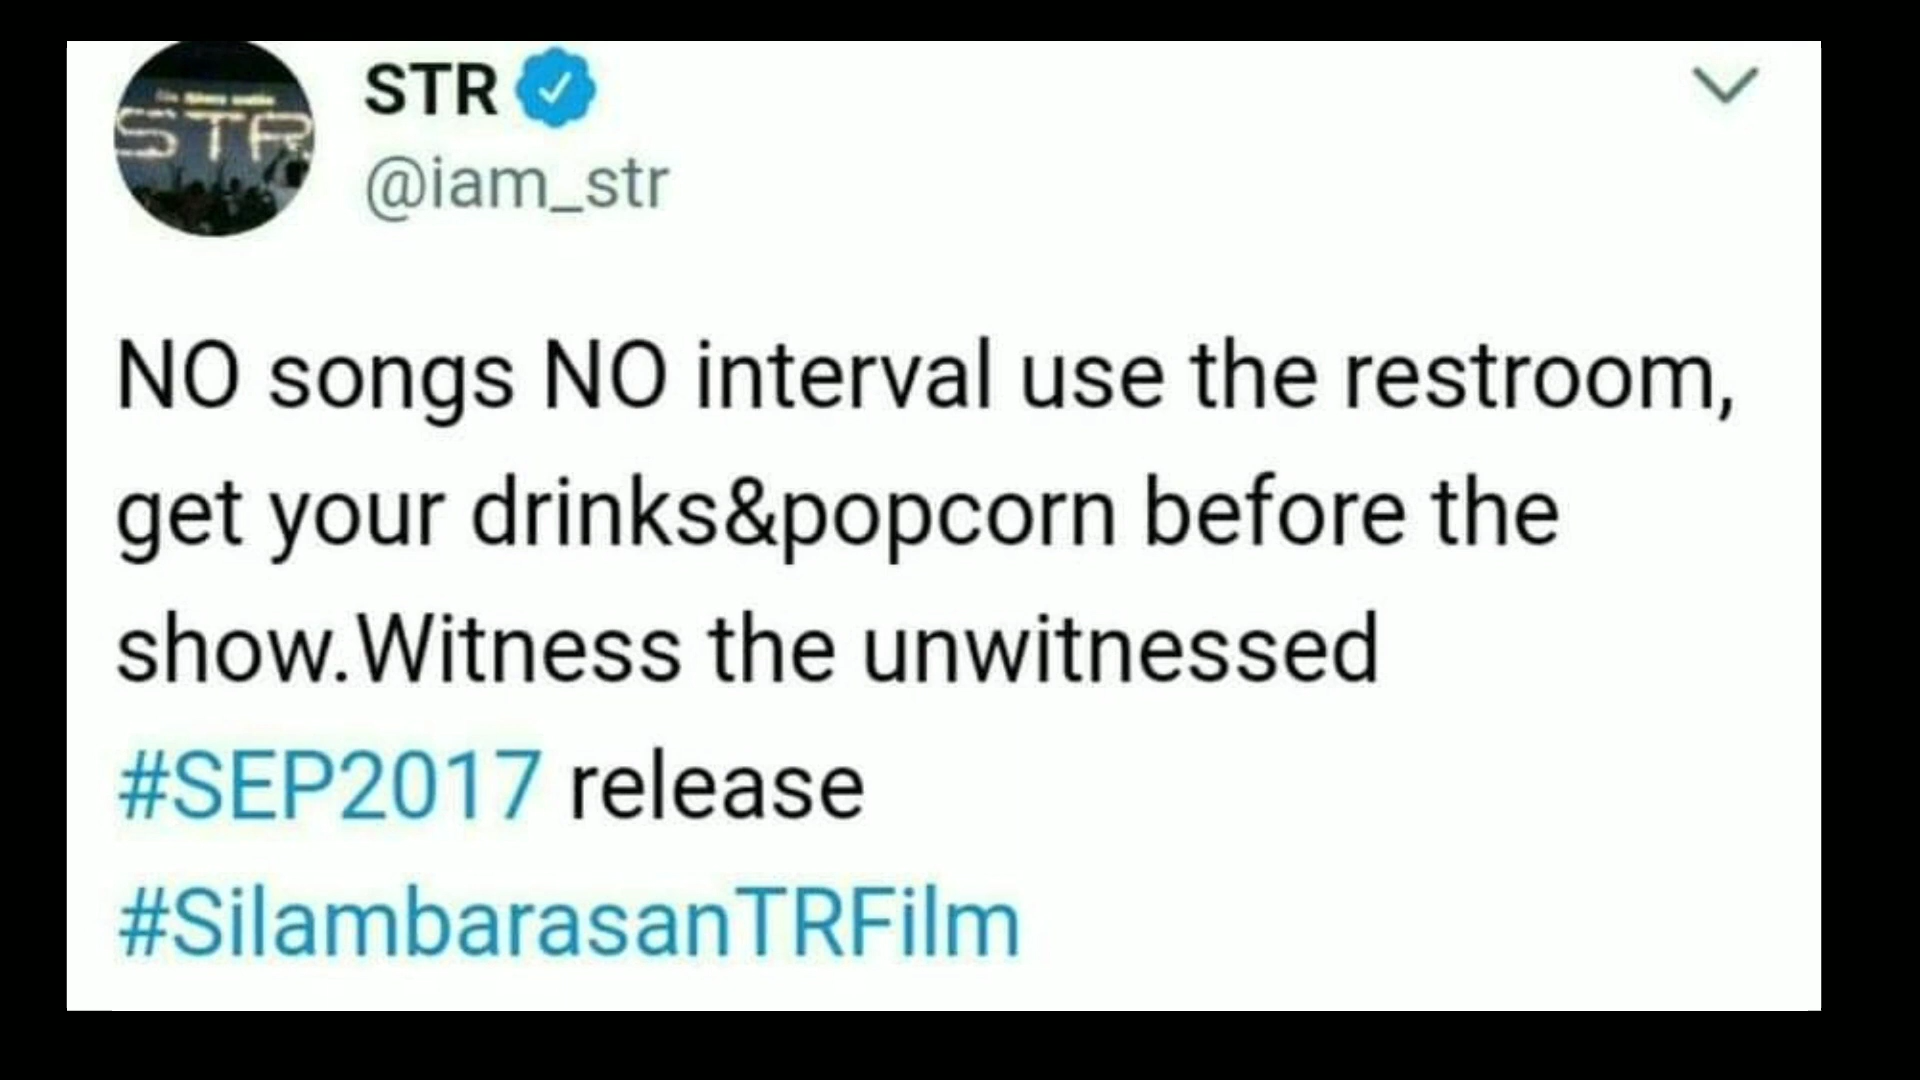 STR
STR
@iam_str
NO songs NO interval use the restroom,
get your drinks&popcorn before the
show.Witness the unwitnessed
#SEP2017 release
#SilambarasanTRFilm